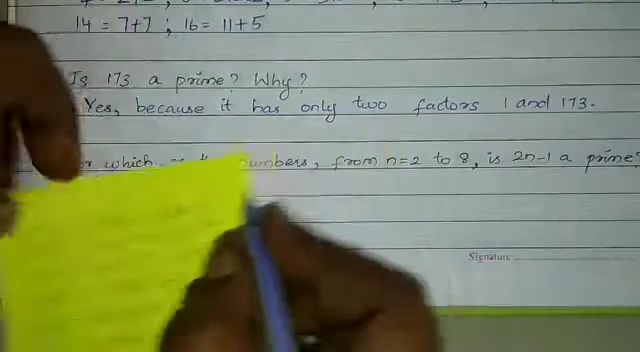 14 = 7+7 ; 16 = 11+5
Is 173 a prime? Why?
Yes, because it has only two factors 1 and 173.
which numbers, from n=2 to 8, is 2n-1 a prime?
Signature